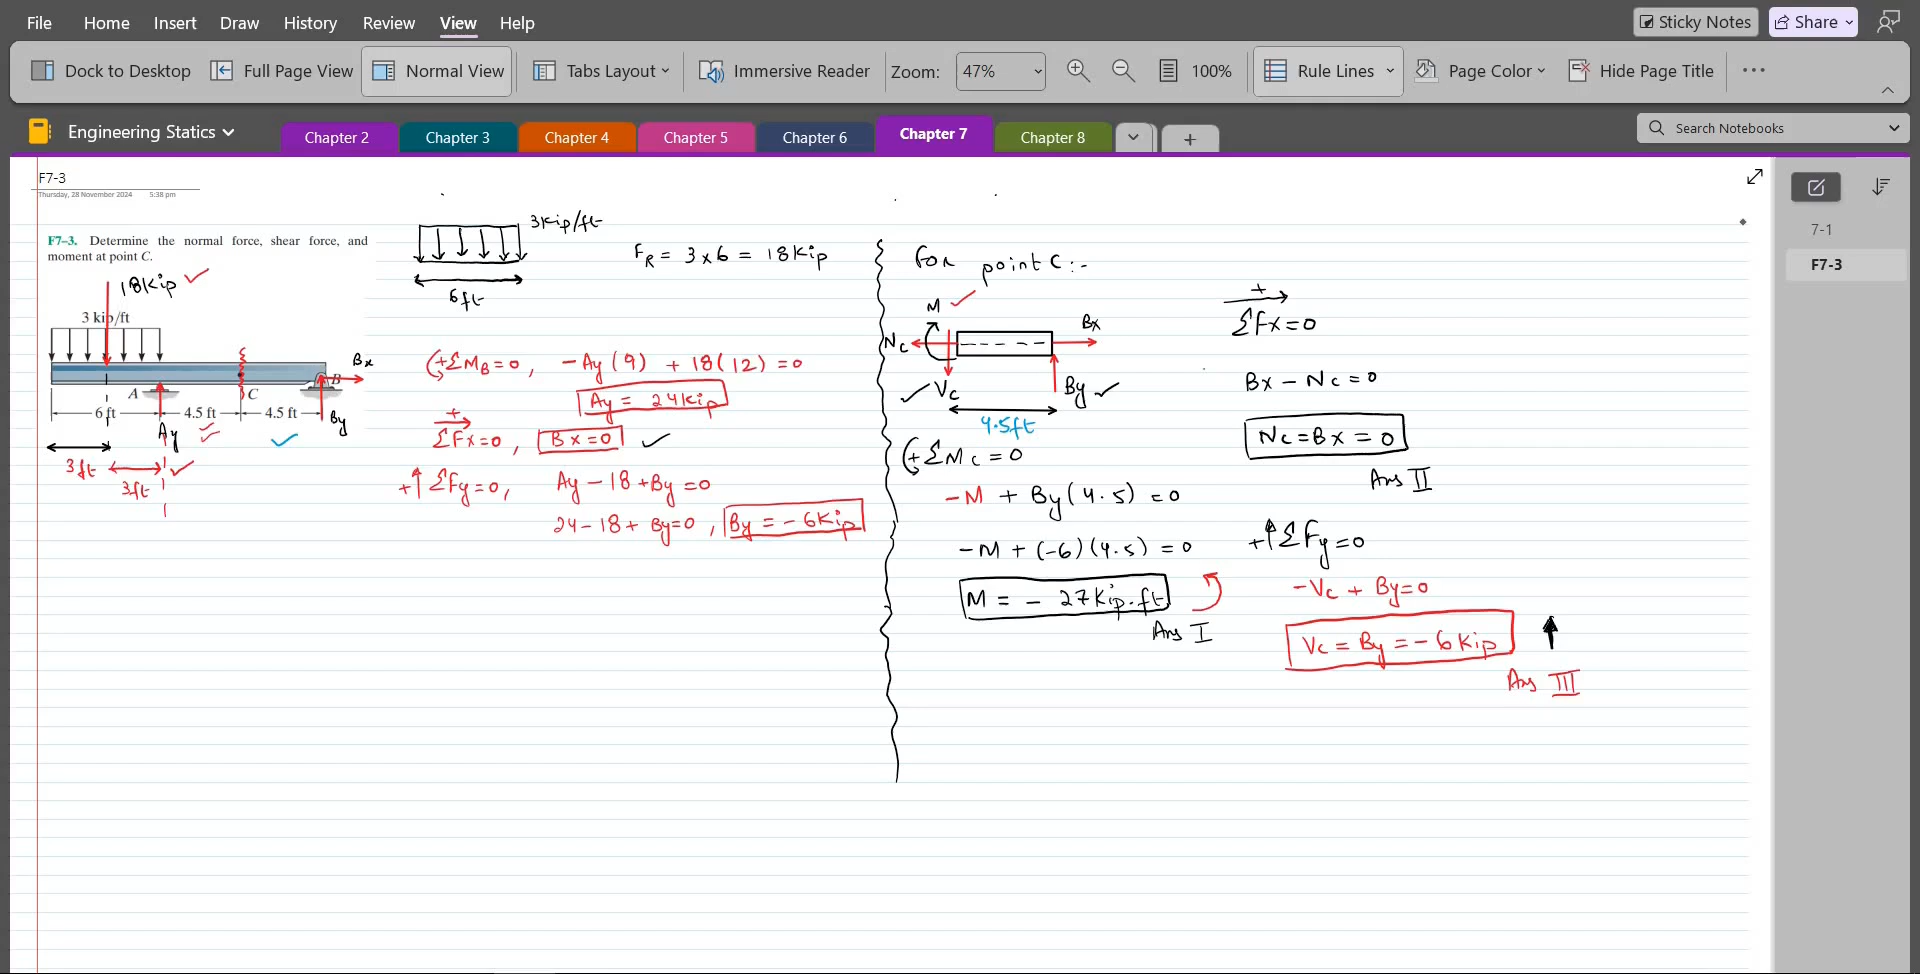 File Home Insert Draw History Review View Help Sticky Notes Share
Dock to Desktop Full Page View Normal View Tabs Layout Immersive Reader Zoom: 47% 100% Rule Lines Page Color Hide Page Title
Engineering Statics Chapter 2 Chapter 3 Chapter 4 Chapter 5 Chapter 6 Chapter 7 Chapter 8 Search Notebooks
F7-3
Thursday, 28 November 2024 5:38 pm
7-1
F7-3
F7–3. Determine the normal force, shear force, and
moment at point C.
18Kip
3 kip/ft
Bx
A
C
B
6 ft
4.5 ft
4.5 ft
By
Ay
3ft
3ft
3Kip/ft
6ft
FR = 3 x 6 = 18Kip
(+ΣMB=0, -Ay(9) + 18(12) =0
Ay = 24Kip
+
ΣFx=0, Bx=0
+↑ΣFy=0, Ay-18+By=0
24-18+By=0, By=-6Kip
For point C:-
M
Nc
Bx
Vc
By
4.5ft
(+ΣMc=0
-M + By(4.5) =0
-M+(-6)(4.5) =0
M = - 27Kip.ft
Ans I
+
ΣFx=0
Bx-Nc=0
Nc=Bx=0
Ans II
+↑ΣFy=0
-Vc + By=0
Vc = By = -6Kip
Ans III